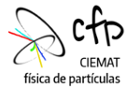 cfp
CIEMAT
física de partículas